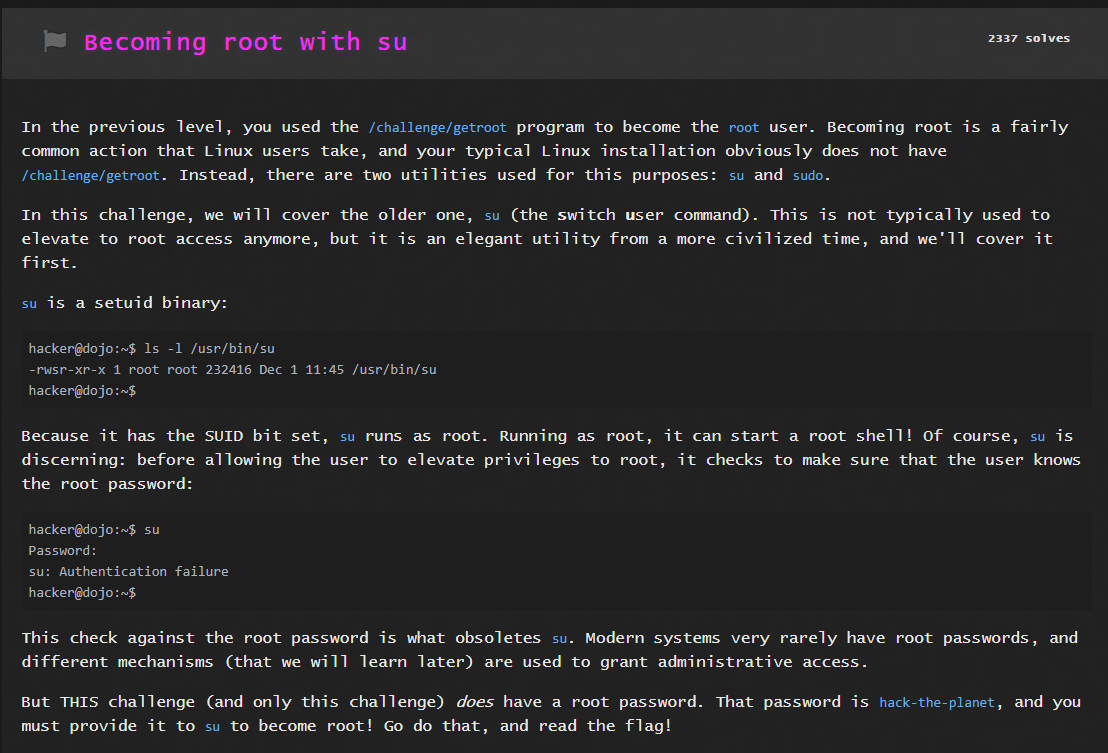 Becoming root with su
2337 solves
In the previous level, you used the /challenge/getroot program to become the root user. Becoming root is a fairly
common action that Linux users take, and your typical Linux installation obviously does not have
/challenge/getroot. Instead, there are two utilities used for this purposes: su and sudo.
In this challenge, we will cover the older one, su (the switch user command). This is not typically used to
elevate to root access anymore, but it is an elegant utility from a more civilized time, and we'll cover it
first.
su is a setuid binary:
hacker@dojo:~$ ls -l /usr/bin/su
-rwsr-xr-x 1 root root 232416 Dec 1 11:45 /usr/bin/su
hacker@dojo:~$
Because it has the SUID bit set, su runs as root. Running as root, it can start a root shell! Of course, su is
discerning: before allowing the user to elevate privileges to root, it checks to make sure that the user knows
the root password:
hacker@dojo:~$ su
Password:
su: Authentication failure
hacker@dojo:~$
This check against the root password is what obsoletes su. Modern systems very rarely have root passwords, and
different mechanisms (that we will learn later) are used to grant administrative access.
But THIS challenge (and only this challenge) does have a root password. That password is hack-the-planet, and you
must provide it to su to become root! Go do that, and read the flag!